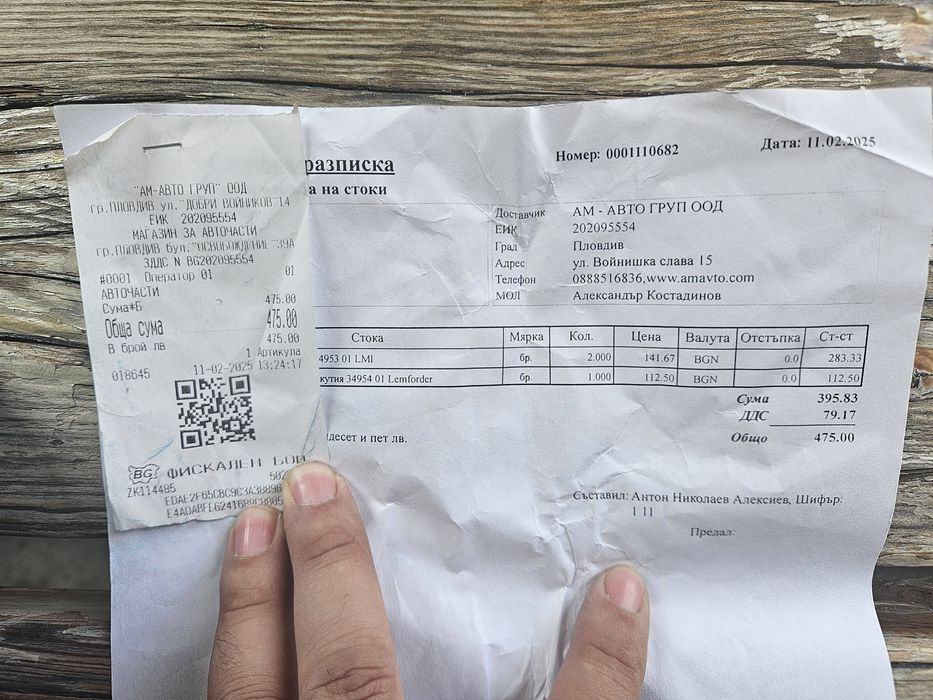 "АМ-АВТО ГРУП" ООД
гр.ПЛОВДИВ ул."ДОБРИ ВОЙНИКОВ"14
ЕИК 202095554
МАГАЗИН ЗА АВТОЧАСТИ
гр.ПЛОВДИВ бул."ОСВОБОЖДЕНИЕ"39А
ЗДДС N BG202095554
#0001 Оператор 01 01
АВТОЧАСТИ
Сума*Б 475.00
Обща сума 475.00
В брой лв 475.00
1 Артикула
018645 11-02-2025 13:24:17
BG ФИСКАЛЕН БОН
ZK114485
разписка
а на стоки
Номер: 0001110682
Дата: 11.02.2025
Доставчик АМ - АВТО ГРУП ООД
ЕИК 202095554
Град Пловдив
Адрес ул. Войнишка слава 15
Телефон 0888516836,www.amavto.com
МОЛ Александър Костадинов
Стока Мярка Кол. Цена Валута Отстъпка Ст-ст
4953 01 LMI бр. 2.000 141.67 BGN 0.0 283.33
кутия 34954 01 Lemforder бр. 1.000 112.50 BGN 0.0 112.50
Сума 395.83
ДДС 79.17
Общо 475.00
десет и пет лв.
Съставил: Антон Николаев Алексиев, Шифър:
111
Предал: